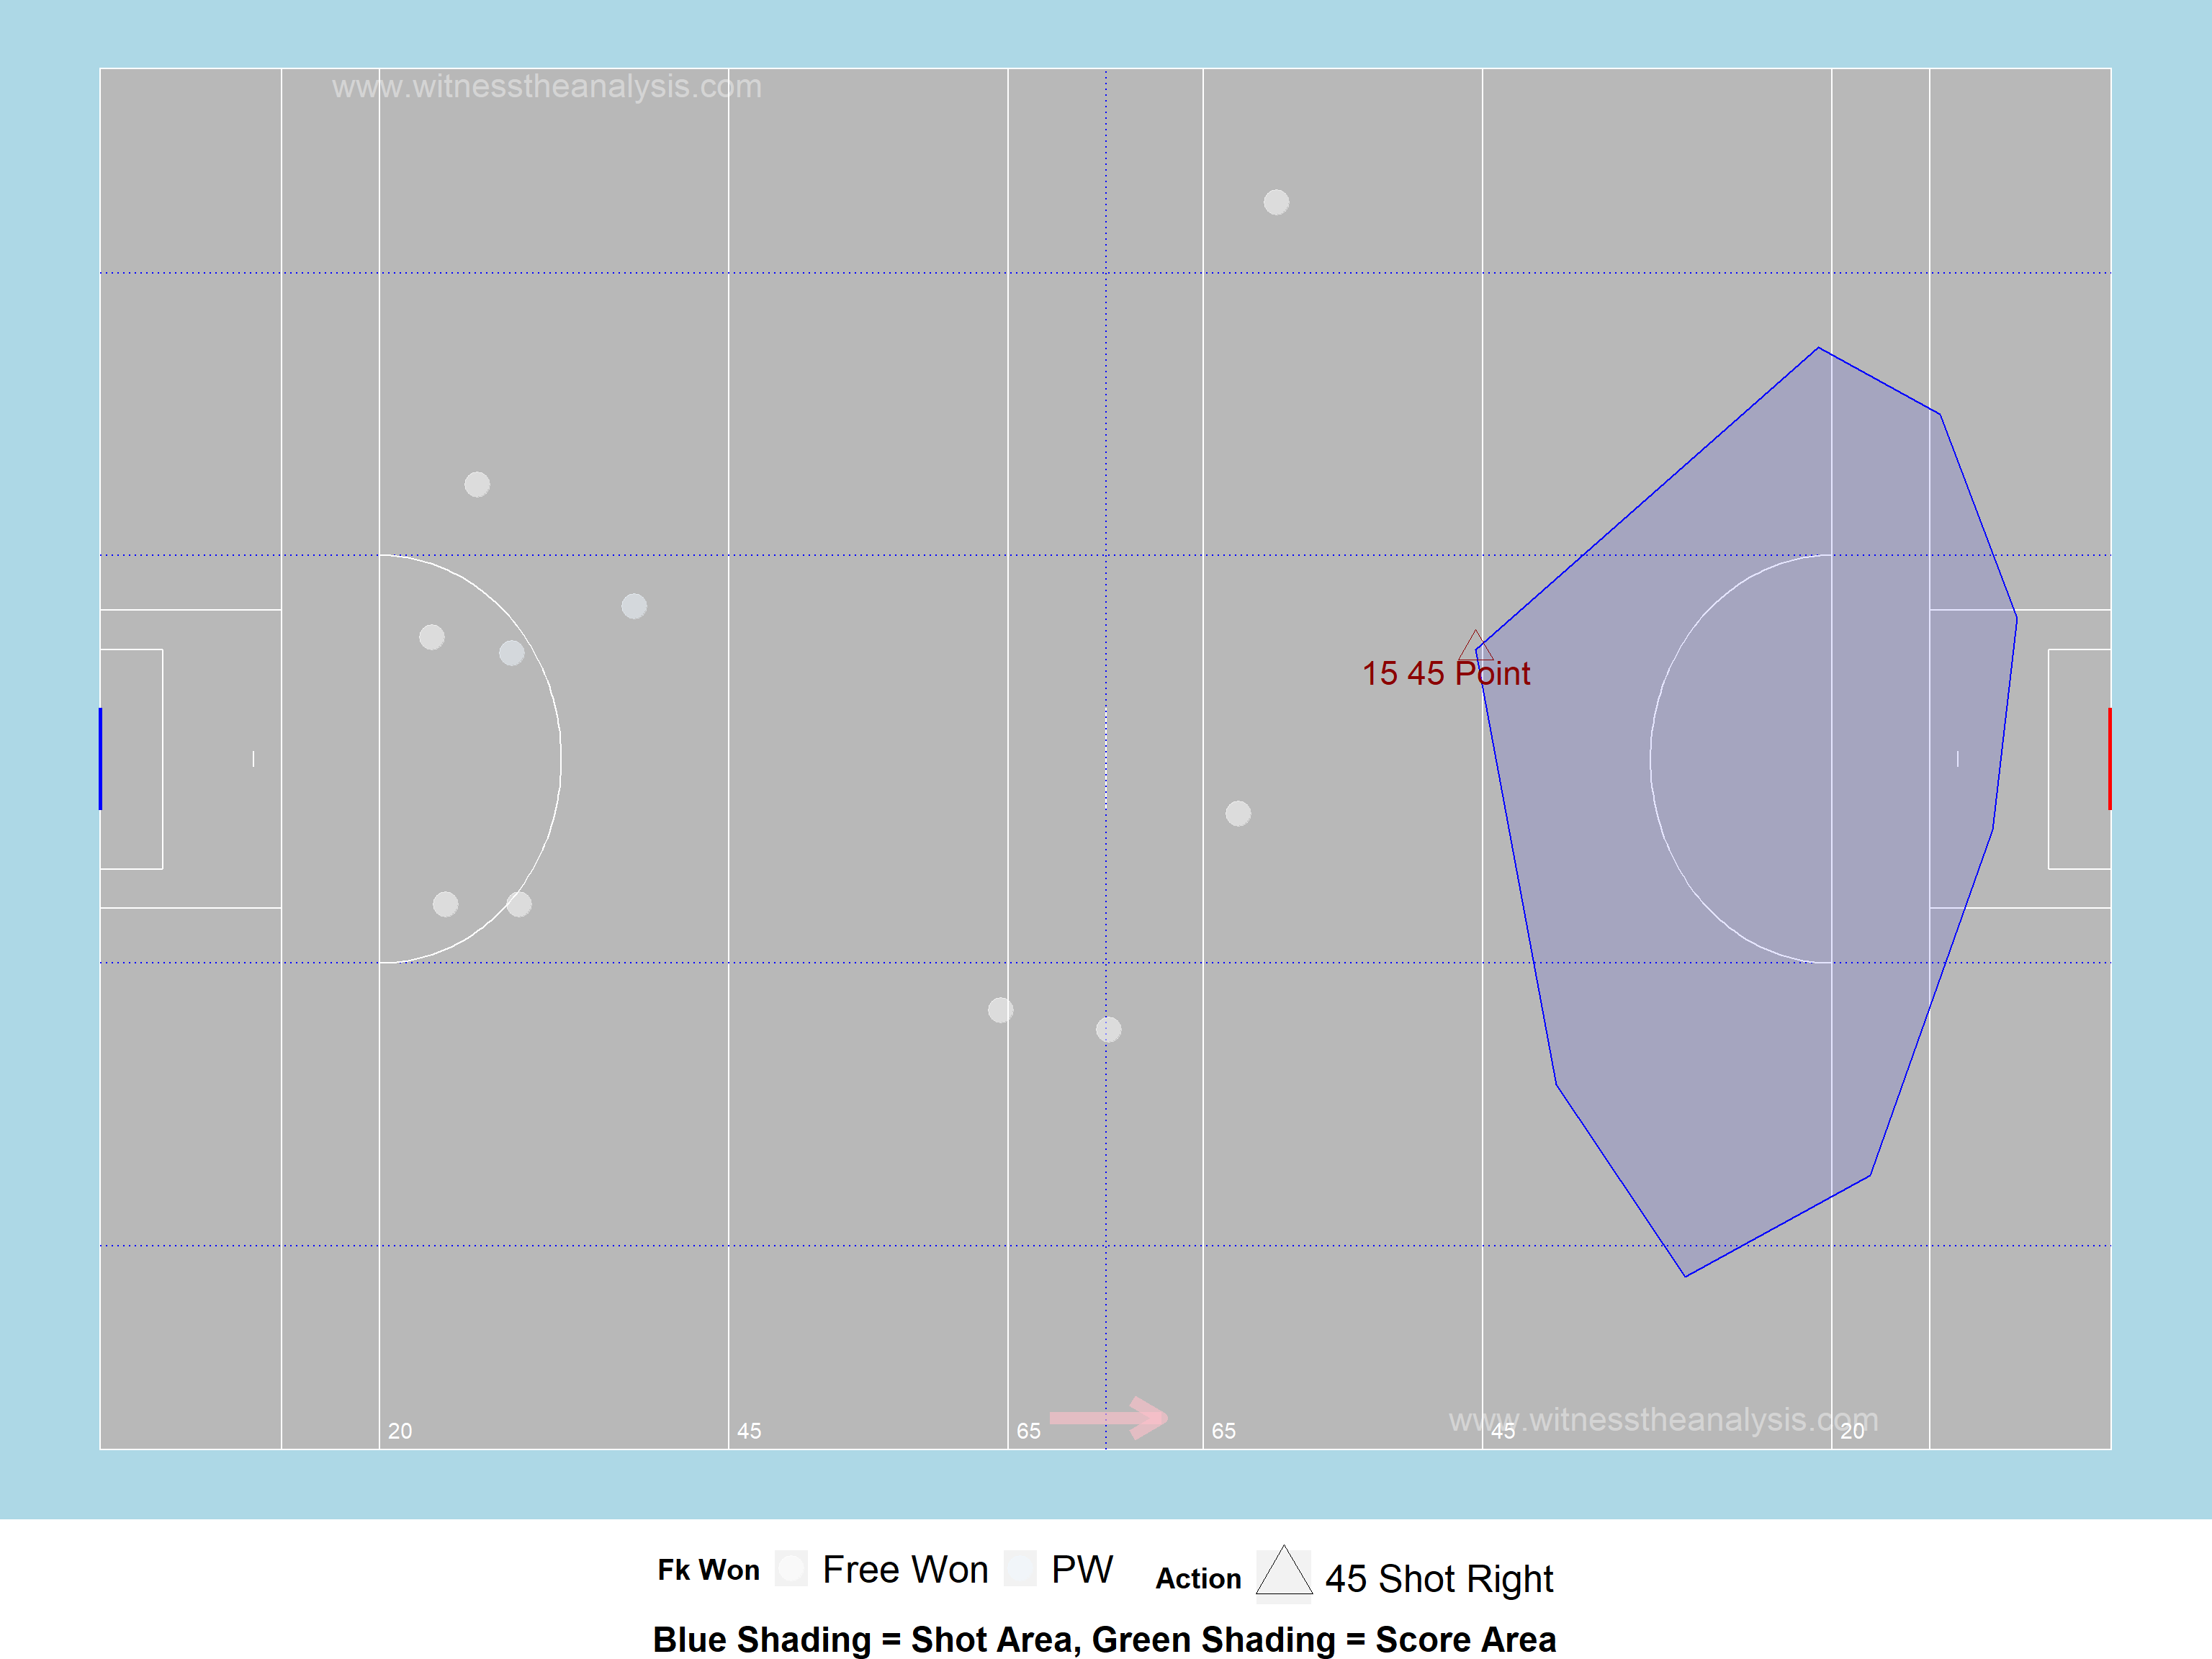 www.witnesstheanalysis.com
15 45 Point
www.witnesstheanalysis.com
20 45 65 65 45 20
Fk Won Free Won PW Action 45 Shot Right
Blue Shading = Shot Area, Green Shading = Score Area